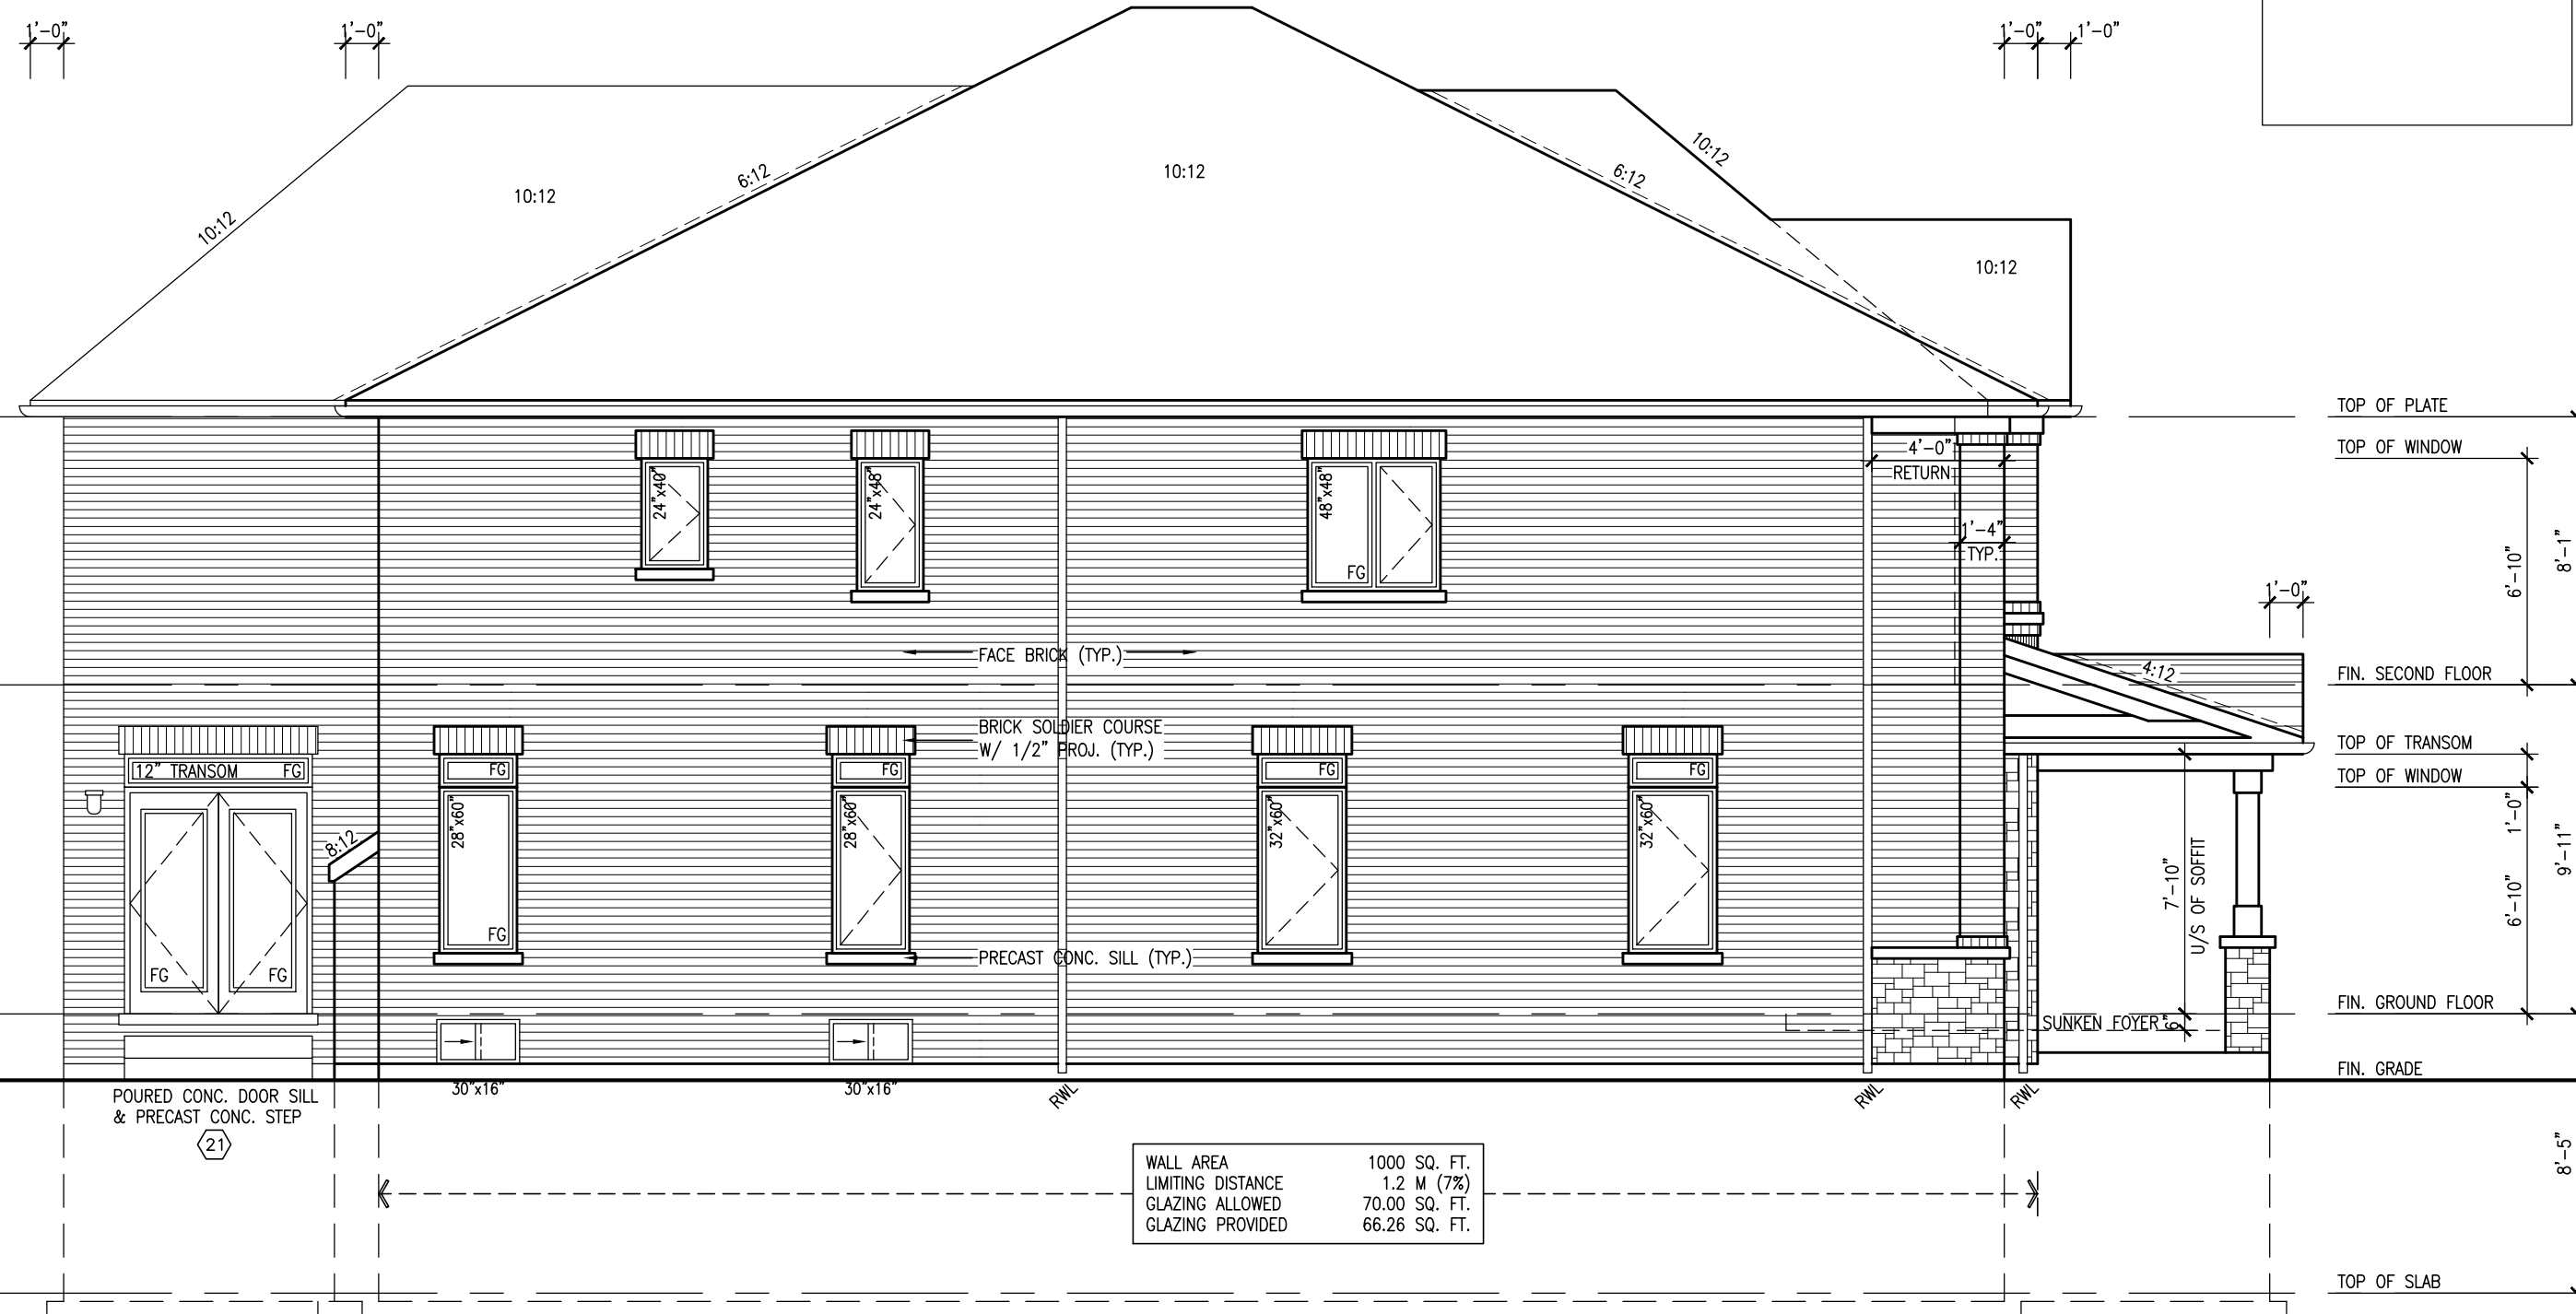 1'-0"
1'-0"
1'-0"
1'-0"
10:12
10:12
6:12
10:12
6:12
10:12
10:12
TOP OF PLATE
TOP OF WINDOW
4'-0"
RETURN
24"x40"
24"x48"
48"x48"
FG
1'-4"
TYP.
6'-10"
8'-1"
1'-0"
FACE BRICK (TYP.)
4:12
FIN. SECOND FLOOR
BRICK SOLDIER COURSE
W/ 1/2" PROJ. (TYP.)
TOP OF TRANSOM
12" TRANSOM
FG
FG
FG
FG
FG
TOP OF WINDOW
28"x60"
28"x60"
32"x60"
32"x60"
8:12
1'-0"
9'-11"
7'-10"
U/S OF SOFFIT
6'-10"
FG
FG
FG
PRECAST CONC. SILL (TYP.)
FIN. GROUND FLOOR
SUNKEN FOYER
6"
FIN. GRADE
30"x16"
30"x16"
RWL
RWL
RWL
POURED CONC. DOOR SILL
& PRECAST CONC. STEP
21
8'-5"
WALL AREA 1000 SQ. FT.
LIMITING DISTANCE 1.2 M (7%)
GLAZING ALLOWED 70.00 SQ. FT.
GLAZING PROVIDED 66.26 SQ. FT.
TOP OF SLAB